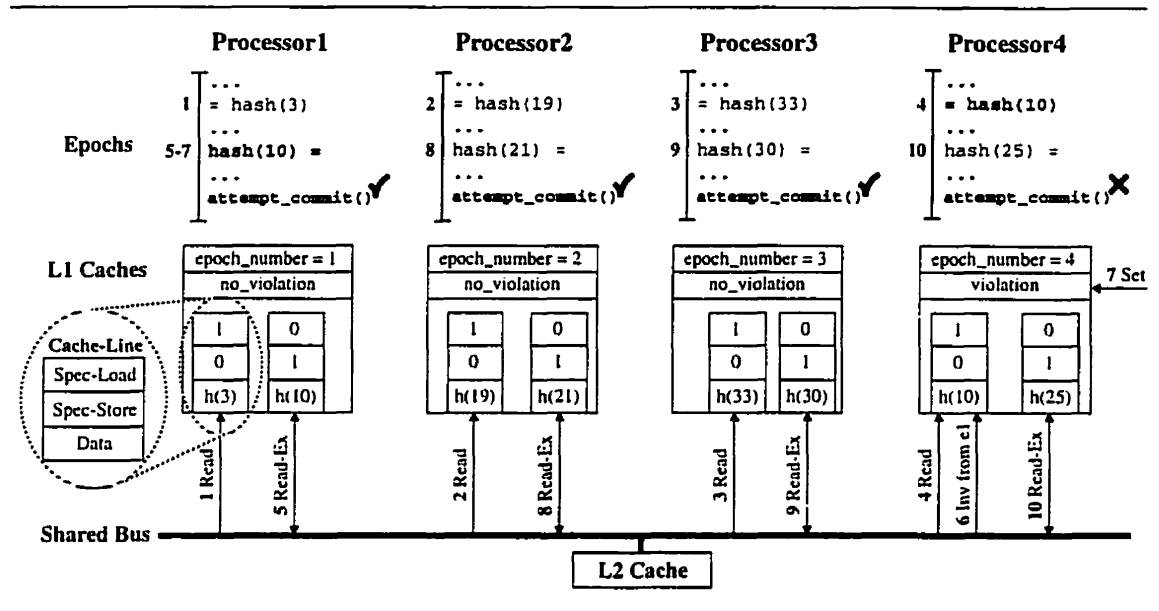 Processor1 Processor2 Processor3 Processor4
... ... ... ...
1 = hash(3) 2 = hash(19) 3 = hash(33) 4 = hash(10)
... ... ... ...
Epochs 5-7 hash(10) = 8 hash(21) = 9 hash(30) = 10 hash(25) =
... ... ... ...
attempt_commit()✓ attempt_commit()✓ attempt_commit()✓ attempt_commit()✗
L1 Caches epoch_number = 1 epoch_number = 2 epoch_number = 3 epoch_number = 4
no_violation no_violation no_violation violation 7 Set
Cache-Line 1 0 1 0 1 0 1 0
Spec-Load 0 1 0 1 0 1 0 1
Spec-Store h(3) h(10) h(19) h(21) h(33) h(30) h(10) h(25)
Data
1 Read 5 Read-Ex 2 Read 8 Read-Ex 3 Read 9 Read-Ex 4 Read 6 Inv from e1 10 Read-Ex
Shared Bus
L2 Cache